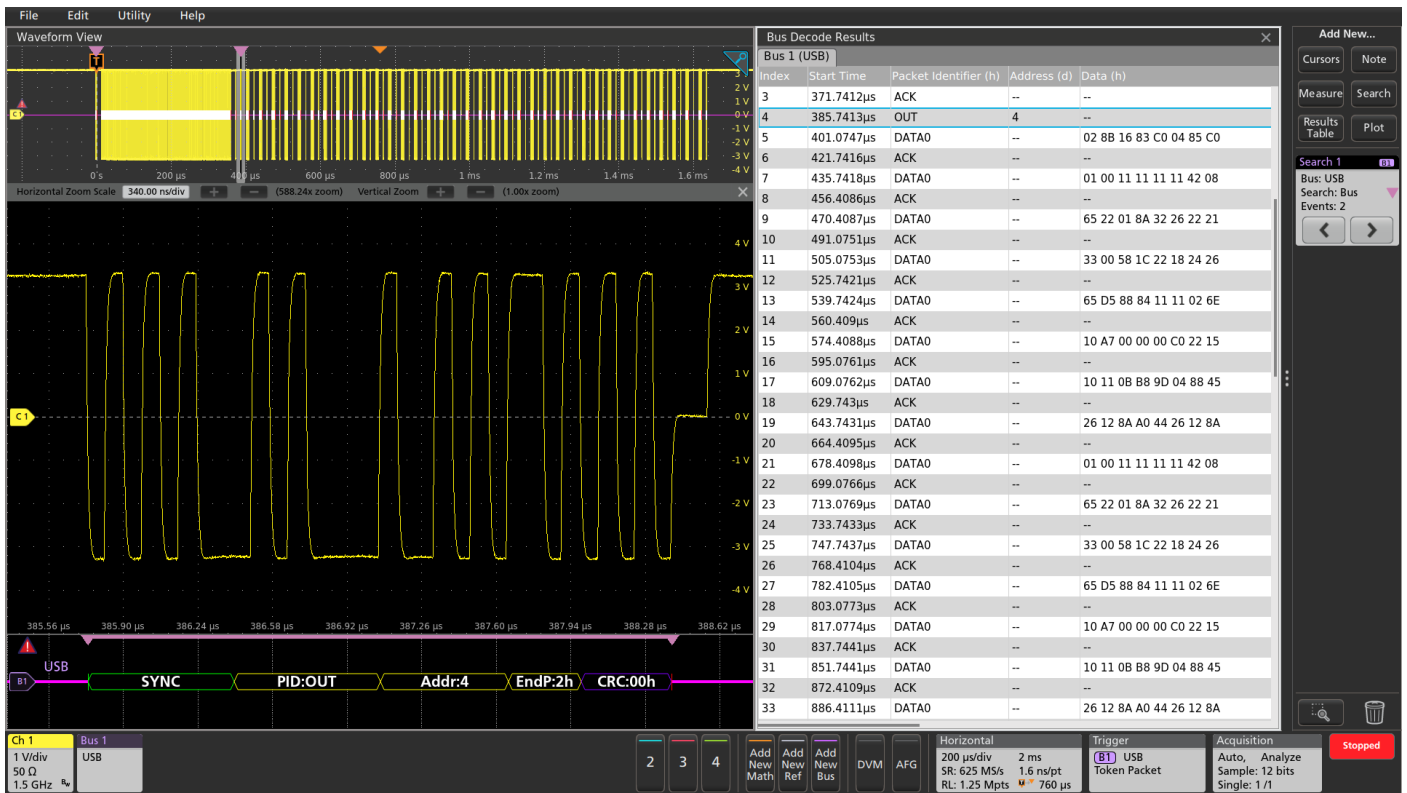 File Edit Utility Help
Waveform View
T
3 V
2 V
1 V
0 V
-1 V
-2 V
-3 V
-4 V
C 1
0 s 200 µs 400 µs 600 µs 800 µs 1 ms 1.2 ms 1.4 ms 1.6 ms
Horizontal Zoom Scale 340.00 ns/div + — (588.24x zoom) Vertical Zoom + — (1.00x zoom) ×
4 V
3 V
2 V
1 V
C 1
0 V
-1 V
-2 V
-3 V
-4 V
385.56 µs 385.90 µs 386.24 µs 386.58 µs 386.92 µs 387.26 µs 387.60 µs 387.94 µs 388.28 µs 388.62 µs
USB
B1 SYNC PID:OUT Addr:4 EndP:2h CRC:00h
Bus Decode Results ×
Bus 1 (USB)
Index Start Time Packet Identifier (h) Address (d) Data (h)
3 371.7412µs ACK -- --
4 385.7413µs OUT 4 --
5 401.0747µs DATA0 -- 02 8B 16 83 C0 04 85 C0
6 421.7416µs ACK -- --
7 435.7418µs DATA0 -- 01 00 11 11 11 11 42 08
8 456.4086µs ACK -- --
9 470.4087µs DATA0 -- 65 22 01 8A 32 26 22 21
10 491.0751µs ACK -- --
11 505.0753µs DATA0 -- 33 00 58 1C 22 18 24 26
12 525.7421µs ACK -- --
13 539.7424µs DATA0 -- 65 D5 88 84 11 11 02 6E
14 560.409µs ACK -- --
15 574.4088µs DATA0 -- 10 A7 00 00 00 C0 22 15
16 595.0761µs ACK -- --
17 609.0762µs DATA0 -- 10 11 0B B8 9D 04 88 45
18 629.743µs ACK -- --
19 643.7431µs DATA0 -- 26 12 8A A0 44 26 12 8A
20 664.4095µs ACK -- --
21 678.4098µs DATA0 -- 01 00 11 11 11 11 42 08
22 699.0766µs ACK -- --
23 713.0769µs DATA0 -- 65 22 01 8A 32 26 22 21
24 733.7433µs ACK -- --
25 747.7437µs DATA0 -- 33 00 58 1C 22 18 24 26
26 768.4104µs ACK -- --
27 782.4105µs DATA0 -- 65 D5 88 84 11 11 02 6E
28 803.0773µs ACK -- --
29 817.0774µs DATA0 -- 10 A7 00 00 00 C0 22 15
30 837.7441µs ACK -- --
31 851.7441µs DATA0 -- 10 11 0B B8 9D 04 88 45
32 872.4109µs ACK -- --
33 886.4111µs DATA0 -- 26 12 8A A0 44 26 12 8A
Add New...
Cursors Note
Measure Search
Results Table Plot
Search 1 B1
Bus: USB
Search: Bus
Events: 2
Ch 1
1 V/div
50 Ω
1.5 GHz Bw
Bus 1
USB
2 3 4
Add New Math
Add New Ref
Add New Bus
DVM AFG
Horizontal
200 µs/div 2 ms
SR: 625 MS/s 1.6 ns/pt
RL: 1.25 Mpts 760 µs
Trigger
B1 USB
Token Packet
Acquisition
Auto, Analyze
Sample: 12 bits
Single: 1 /1
Stopped